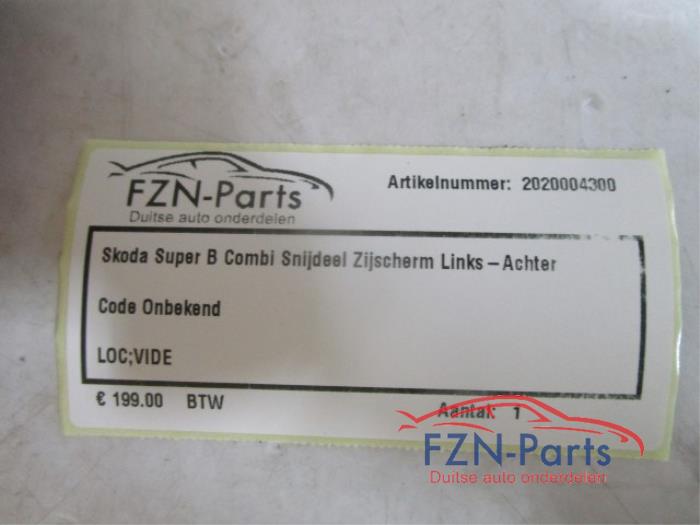 FZN-Parts
Duitse auto onderdelen
Artikelnummer: 2020004300
Skoda Super B Combi Snijdeel Zijscherm Links – Achter
Code Onbekend
LOC;VIDE
€ 199.00 BTW
Aantal: 1
FZN-Parts
Duitse auto onderdelen